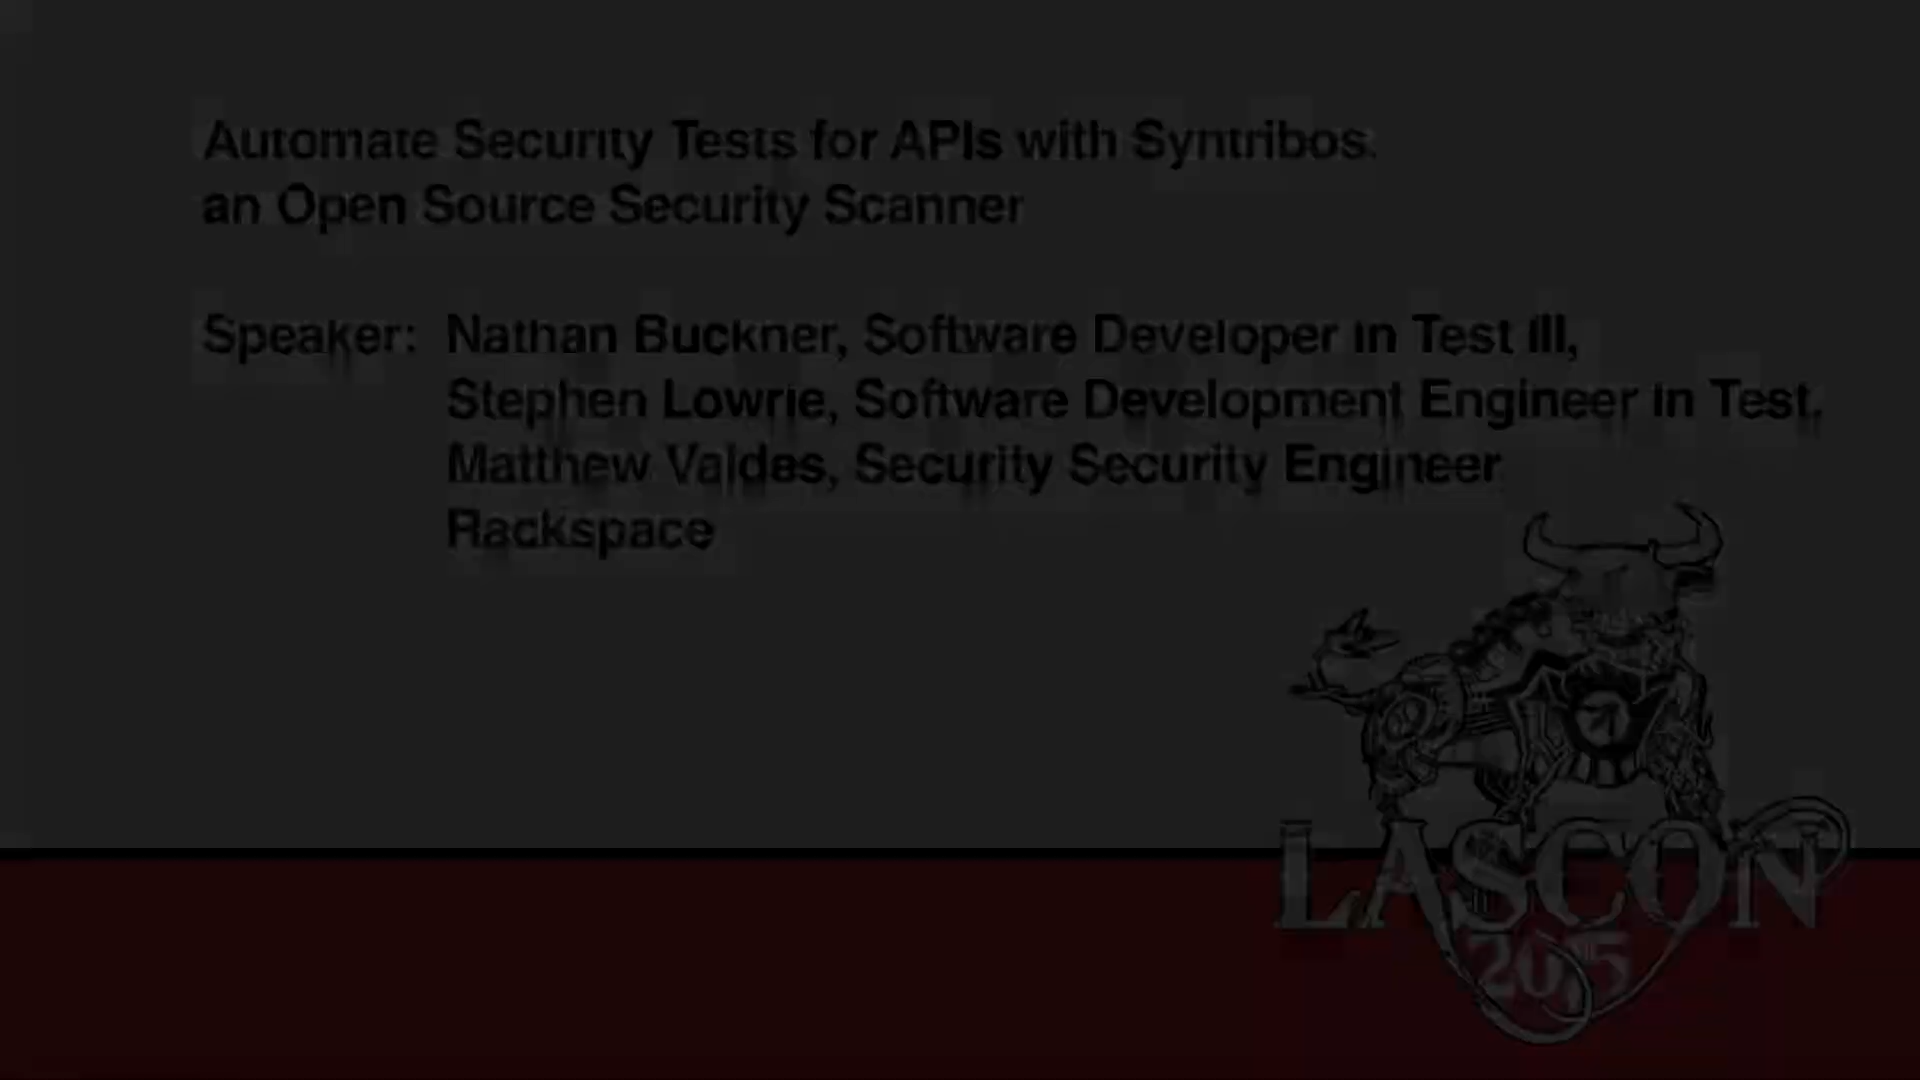 Automate Security Tests for APIs with Syntribos:
an Open Source Security Scanner
Speaker: Nathan Buckner, Software Developer in Test III,
Stephen Lowrie, Software Development Engineer in Test,
Matthew Valdes, Security Security Engineer
Rackspace
LASCON
2015